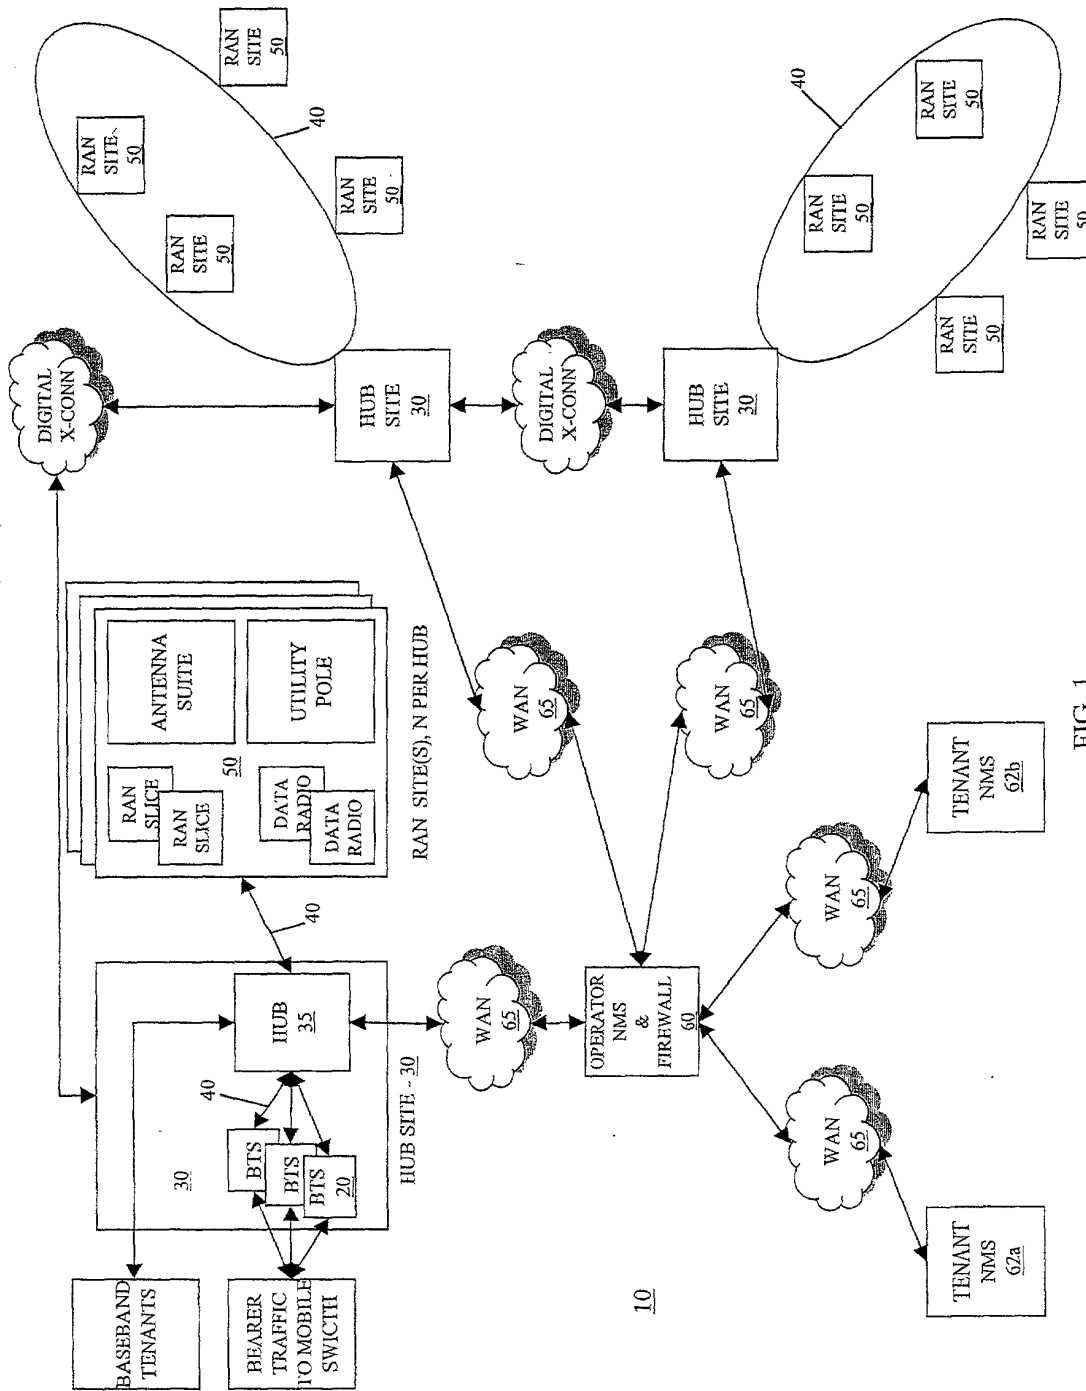 BASEBAND
TENANTS
BEARER
TRAFFIC
TO MOBILE
SWICTH
30
BTS
BTS
BTS
20
40
HUB
35
HUB SITE - 30
40
RAN
SLICE
RAN
SLICE
50
ANTENNA
SUITE
DATA
RADIO
DATA
RADIO
UTILITY
POLE
RAN SITE(S), N PER HUB
DIGITAL
X-CONN
HUB
SITE
30
DIGITAL
X-CONN
HUB
SITE
30
RAN
SITE
50
RAN
SITE
50
RAN
SITE
50
RAN
SITE
50
40
40
RAN
SITE
50
RAN
SITE
50
RAN
SITE
50
RAN
SITE
50
WAN
65
WAN
65
WAN
65
OPERATOR
NMS
&
FIREWALL
60
WAN
65
WAN
65
TENANT
NMS
62a
TENANT
NMS
62b
10
FIG. 1